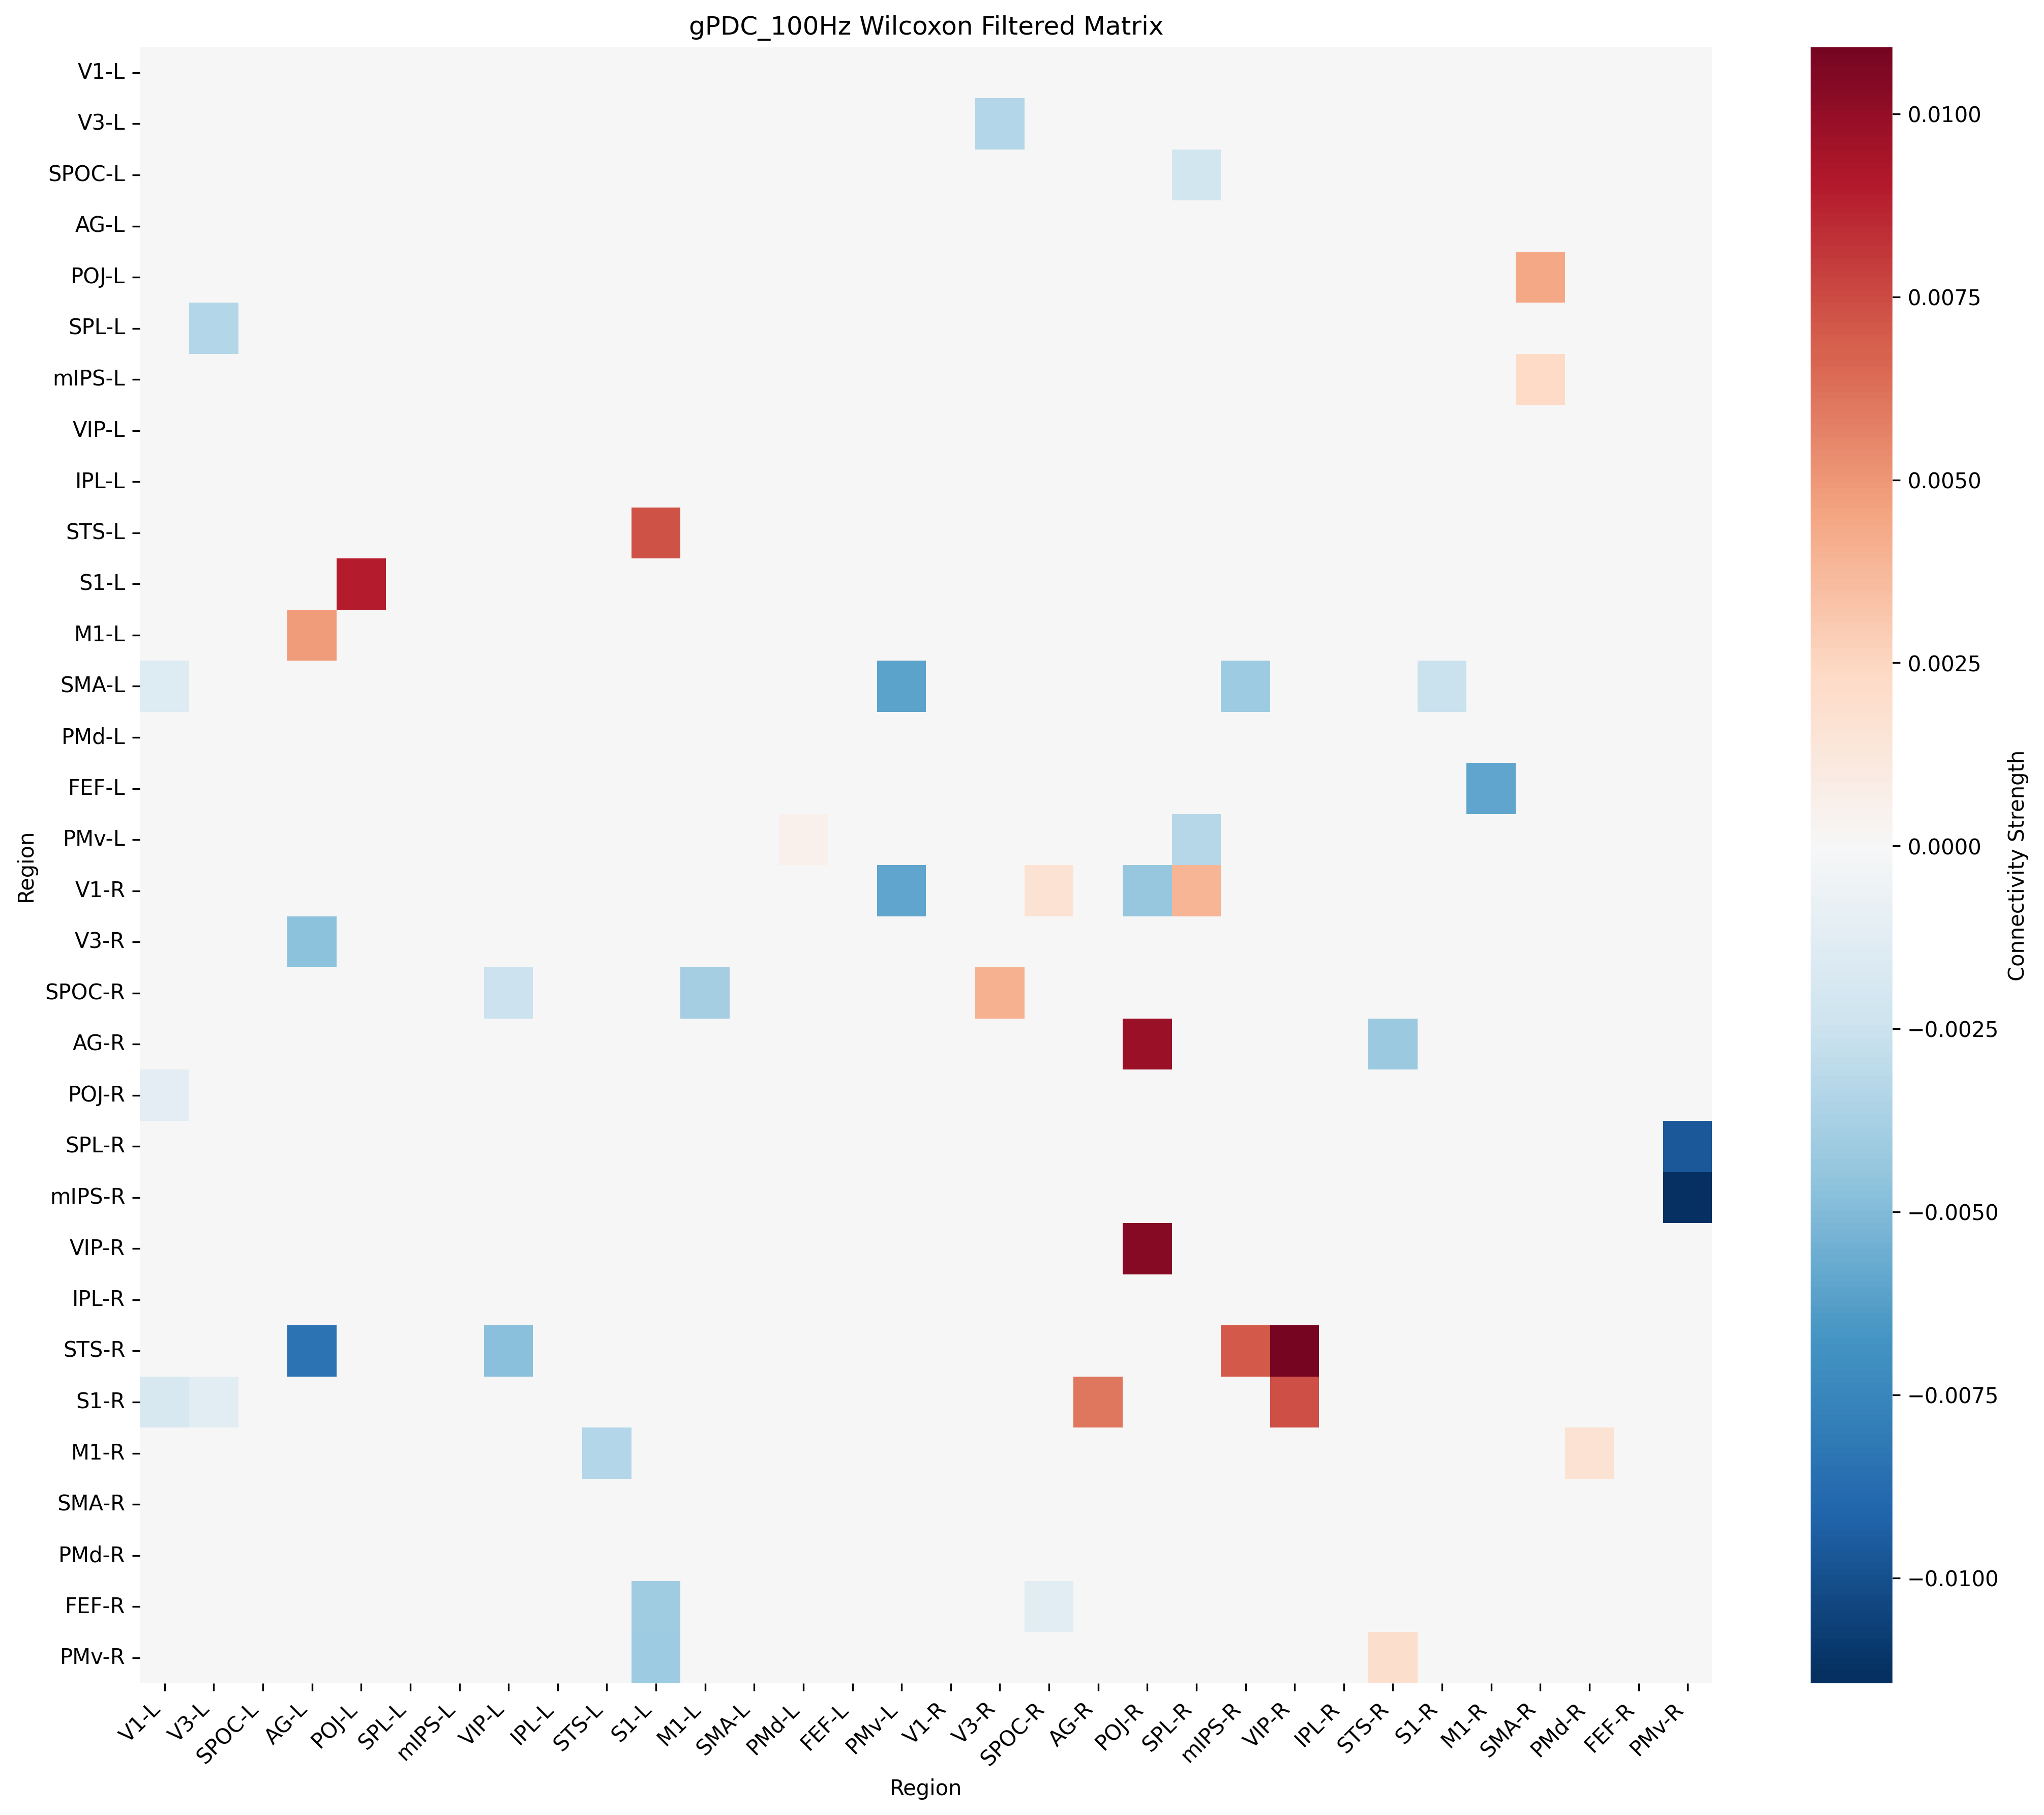 gPDC_100Hz Wilcoxon Filtered Matrix
Region
V1-L
V3-L
SPOC-L
AG-L
POJ-L
SPL-L
mIPS-L
VIP-L
IPL-L
STS-L
S1-L
M1-L
SMA-L
PMd-L
FEF-L
PMv-L
V1-R
V3-R
SPOC-R
AG-R
POJ-R
SPL-R
mIPS-R
VIP-R
IPL-R
STS-R
S1-R
M1-R
SMA-R
PMd-R
FEF-R
PMv-R
V1-L
V3-L
SPOC-L
AG-L
POJ-L
SPL-L
mIPS-L
VIP-L
IPL-L
STS-L
S1-L
M1-L
SMA-L
PMd-L
FEF-L
PMv-L
V1-R
V3-R
SPOC-R
AG-R
POJ-R
SPL-R
mIPS-R
VIP-R
IPL-R
STS-R
S1-R
M1-R
SMA-R
PMd-R
FEF-R
PMv-R
Region
0.0100
0.0075
0.0050
0.0025
0.0000
−0.0025
−0.0050
−0.0075
−0.0100
Connectivity Strength